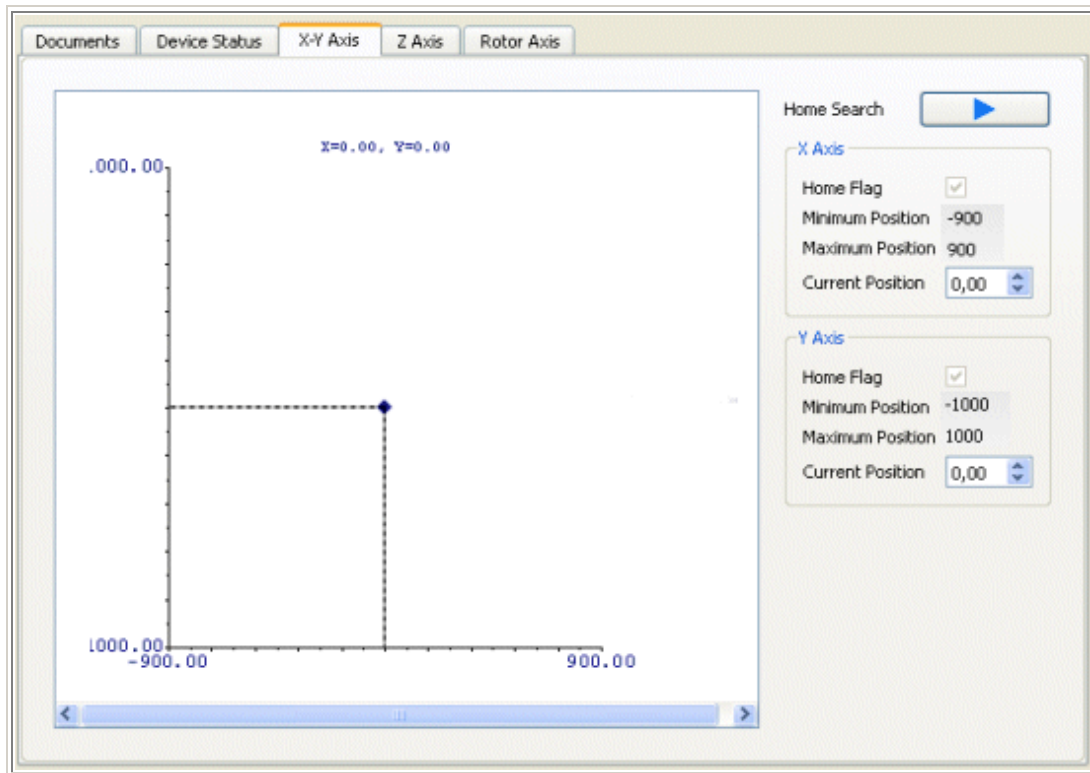 Documents Device Status X-Y Axis Z Axis Rotor Axis
X=0.00, Y=0.00
.000.00
1000.00
-900.00 900.00
Home Search
X Axis
Home Flag
Minimum Position -900
Maximum Position 900
Current Position 0,00
Y Axis
Home Flag
Minimum Position -1000
Maximum Position 1000
Current Position 0,00